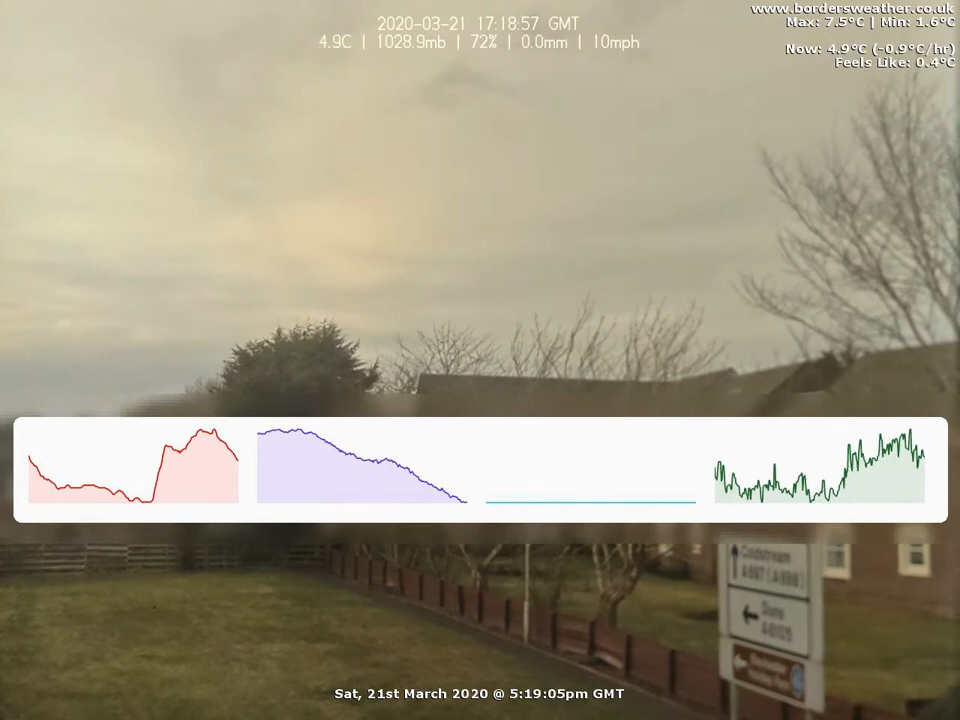 www.bordersweather.co.uk
Max: 7.5°C | Min: 1.6°C
2020-03-21 17:18:57 GMT
4.9C | 1028.9mb | 72% | 0.0mm | 10mph
Now: 4.9°C (-0.9°C/hr)
Feels Like: 0.4°C
Coldstream
A697 (A698)
Duns
A6105
Sat, 21st March 2020 @ 5:19:05pm GMT